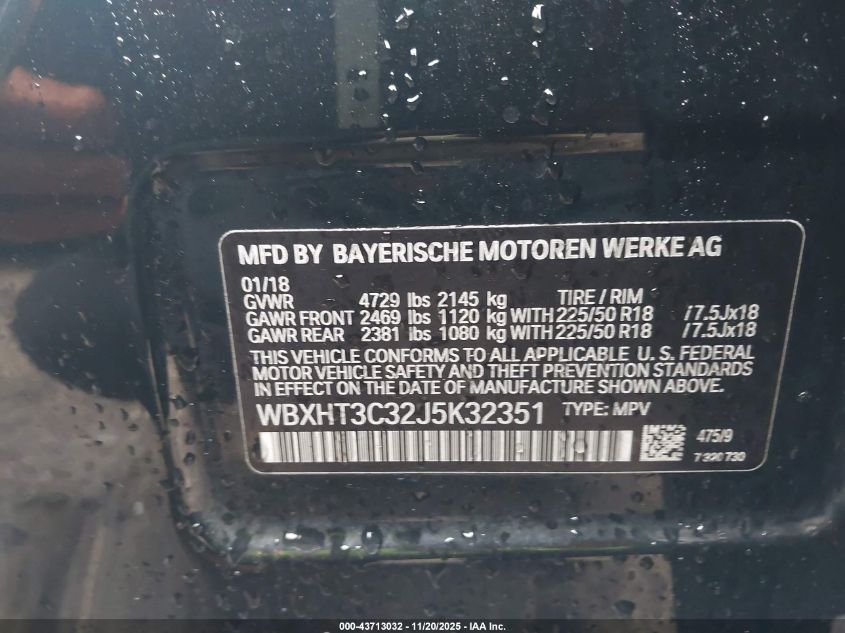 MFD BY BAYERISCHE MOTOREN WERKE AG
01/18
GVWR 4729 lbs 2145 kg TIRE / RIM
GAWR FRONT 2469 lbs 1120 kg WITH 225/50 R18 /7.5Jx18
GAWR REAR 2381 lbs 1080 kg WITH 225/50 R18 /7.5Jx18
THIS VEHICLE CONFORMS TO ALL APPLICABLE U. S. FEDERAL
MOTOR VEHICLE SAFETY AND THEFT PREVENTION STANDARDS
IN EFFECT ON THE DATE OF MANUFACTURE SHOWN ABOVE.
WBXHT3C32J5K32351 TYPE: MPV
475/9
7320730
000-43713032 - 11/20/2025 - IAA Inc.